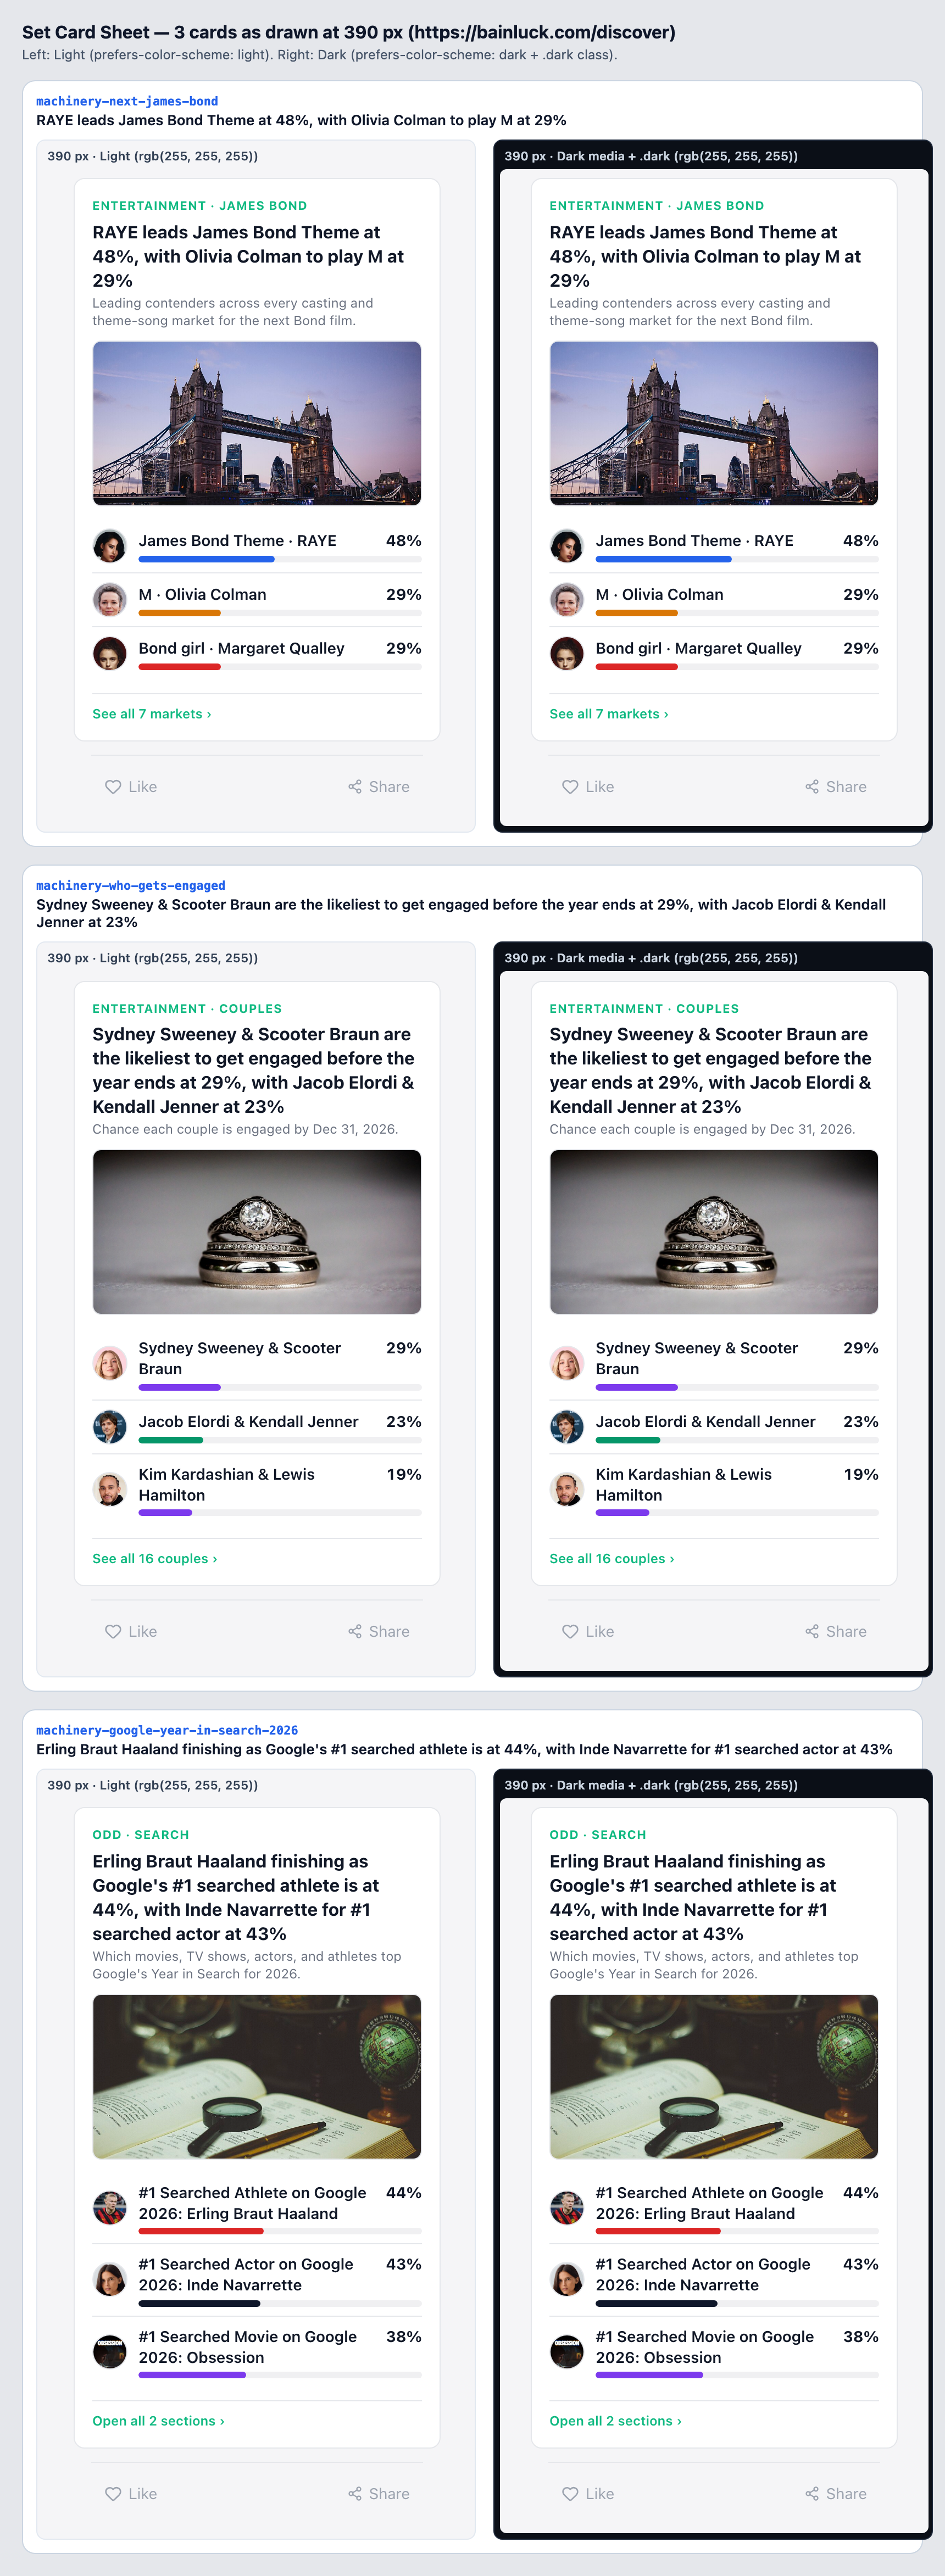 Set Card Sheet — 3 cards as drawn at 390 px (https://bainluck.com/discover)
Left: Light (prefers-color-scheme: light). Right: Dark (prefers-color-scheme: dark + .dark class).
machinery-next-james-bond
RAYE leads James Bond Theme at 48%, with Olivia Colman to play M at 29%
390 px · Light (rgb(255, 255, 255))
ENTERTAINMENT · JAMES BOND
RAYE leads James Bond Theme at
48%, with Olivia Colman to play M at
29%
Leading contenders across every casting and
theme-song market for the next Bond film.
James Bond Theme · RAYE 48%
M · Olivia Colman 29%
Bond girl · Margaret Qualley 29%
See all 7 markets ›
Like Share
390 px · Dark media + .dark (rgb(255, 255, 255))
ENTERTAINMENT · JAMES BOND
RAYE leads James Bond Theme at
48%, with Olivia Colman to play M at
29%
Leading contenders across every casting and
theme-song market for the next Bond film.
James Bond Theme · RAYE 48%
M · Olivia Colman 29%
Bond girl · Margaret Qualley 29%
See all 7 markets ›
Like Share
machinery-who-gets-engaged
Sydney Sweeney & Scooter Braun are the likeliest to get engaged before the year ends at 29%, with Jacob Elordi & Kendall
Jenner at 23%
390 px · Light (rgb(255, 255, 255))
ENTERTAINMENT · COUPLES
Sydney Sweeney & Scooter Braun are
the likeliest to get engaged before the
year ends at 29%, with Jacob Elordi &
Kendall Jenner at 23%
Chance each couple is engaged by Dec 31, 2026.
Sydney Sweeney & Scooter 29%
Braun
Jacob Elordi & Kendall Jenner 23%
Kim Kardashian & Lewis 19%
Hamilton
See all 16 couples ›
Like Share
390 px · Dark media + .dark (rgb(255, 255, 255))
ENTERTAINMENT · COUPLES
Sydney Sweeney & Scooter Braun are
the likeliest to get engaged before the
year ends at 29%, with Jacob Elordi &
Kendall Jenner at 23%
Chance each couple is engaged by Dec 31, 2026.
Sydney Sweeney & Scooter 29%
Braun
Jacob Elordi & Kendall Jenner 23%
Kim Kardashian & Lewis 19%
Hamilton
See all 16 couples ›
Like Share
machinery-google-year-in-search-2026
Erling Braut Haaland finishing as Google's #1 searched athlete is at 44%, with Inde Navarrette for #1 searched actor at 43%
390 px · Light (rgb(255, 255, 255))
ODD · SEARCH
Erling Braut Haaland finishing as
Google's #1 searched athlete is at
44%, with Inde Navarrette for #1
searched actor at 43%
Which movies, TV shows, actors, and athletes top
Google's Year in Search for 2026.
#1 Searched Athlete on Google 44%
2026: Erling Braut Haaland
#1 Searched Actor on Google 43%
2026: Inde Navarrette
#1 Searched Movie on Google 38%
2026: Obsession
Open all 2 sections ›
Like Share
390 px · Dark media + .dark (rgb(255, 255, 255))
ODD · SEARCH
Erling Braut Haaland finishing as
Google's #1 searched athlete is at
44%, with Inde Navarrette for #1
searched actor at 43%
Which movies, TV shows, actors, and athletes top
Google's Year in Search for 2026.
#1 Searched Athlete on Google 44%
2026: Erling Braut Haaland
#1 Searched Actor on Google 43%
2026: Inde Navarrette
#1 Searched Movie on Google 38%
2026: Obsession
Open all 2 sections ›
Like Share